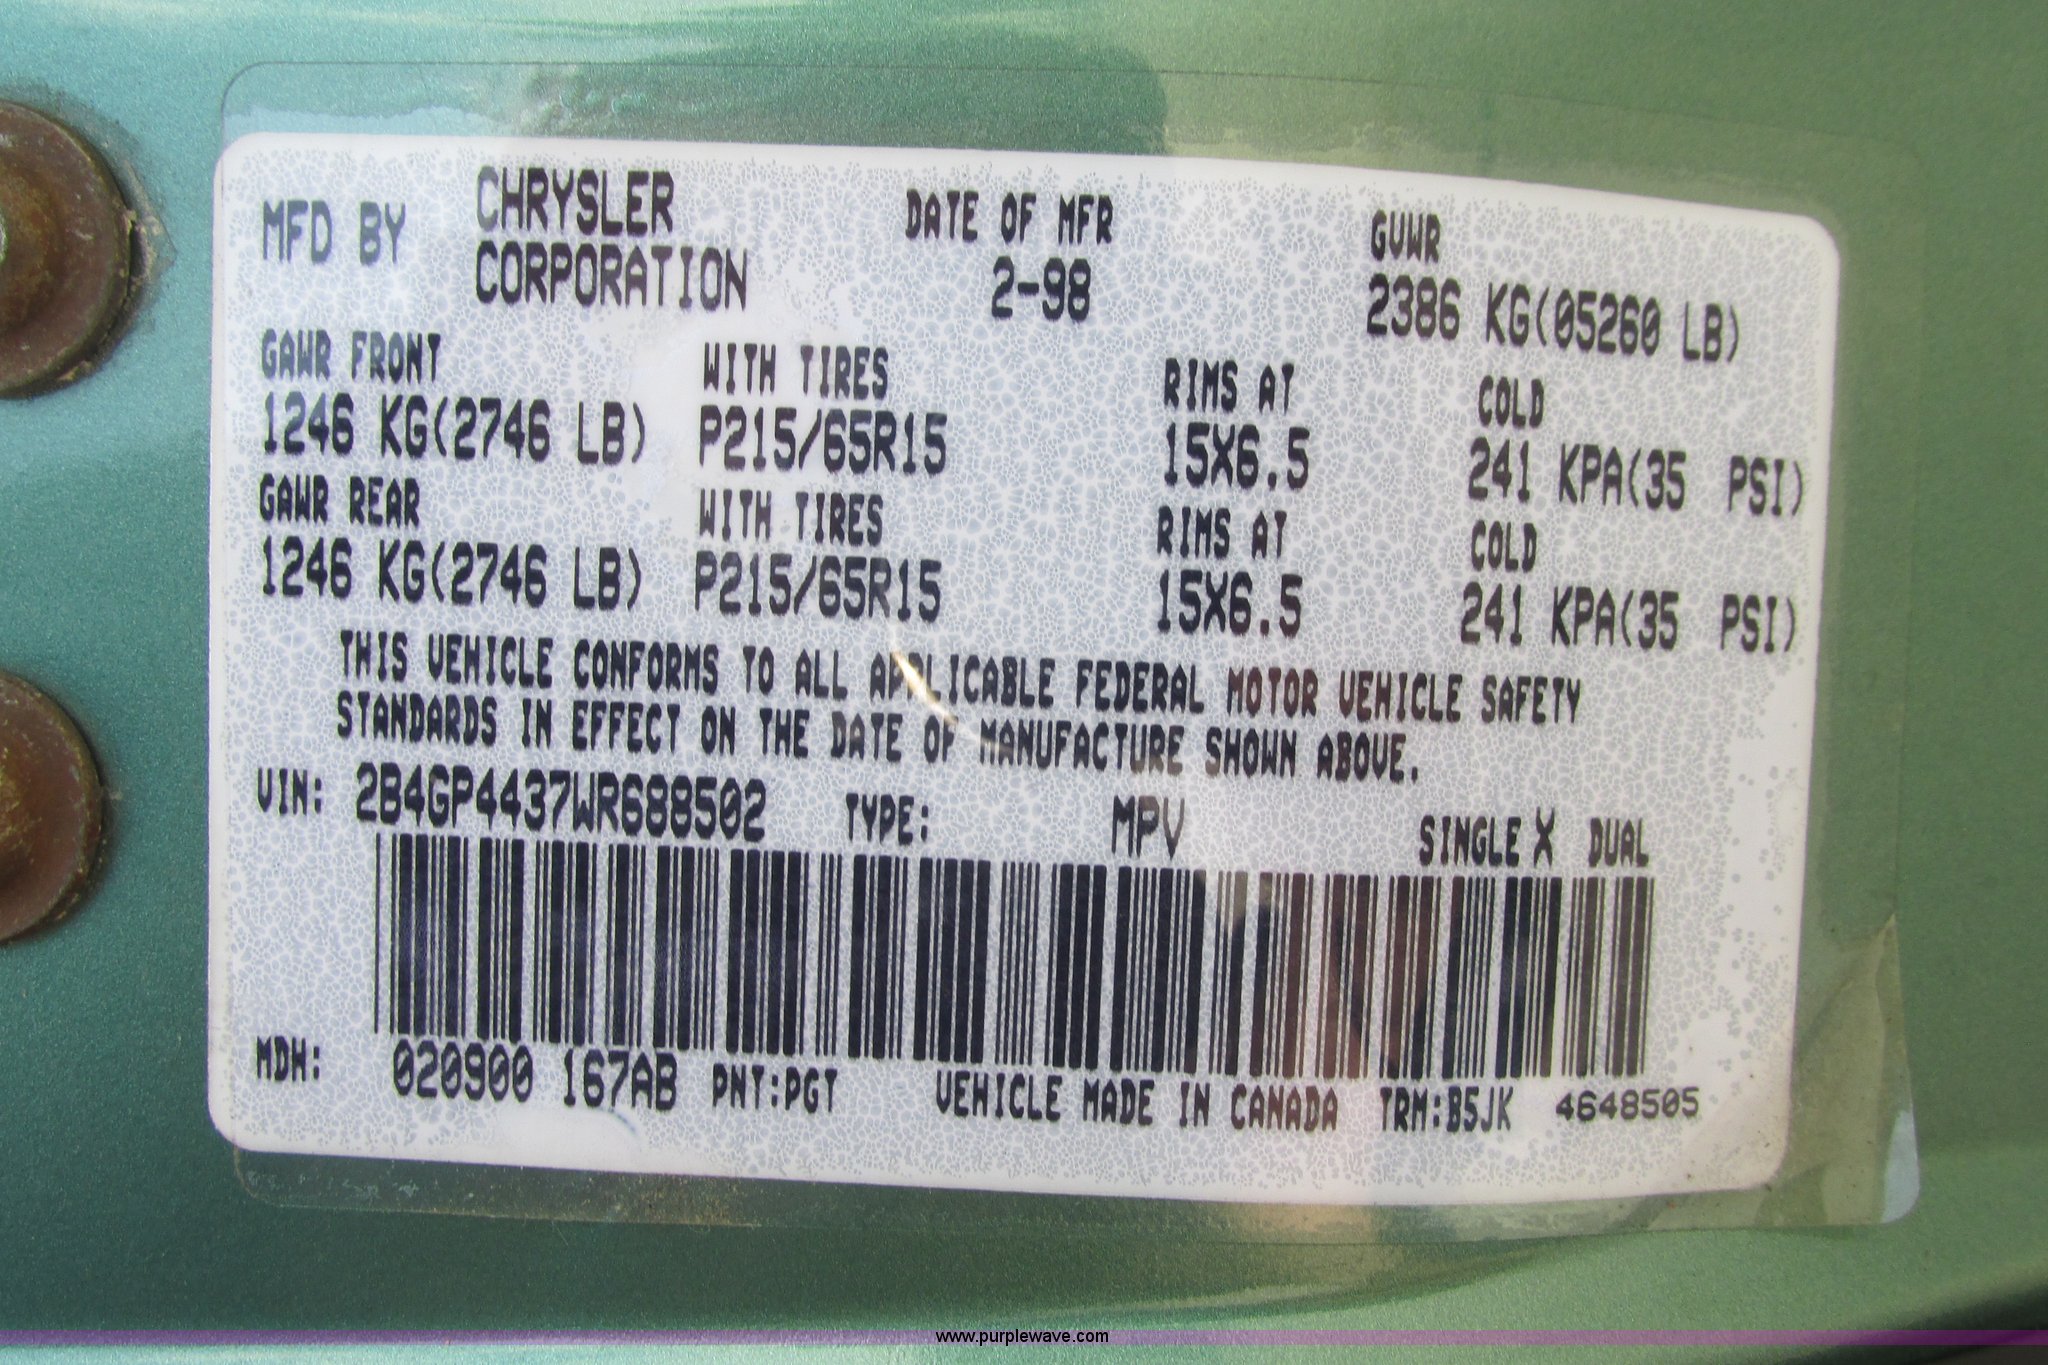 MFD BY CHRYSLER CORPORATION DATE OF MFR 2-98 GVWR 2386 KG(05260 LB)
GAWR FRONT WITH TIRES RIMS AT COLD
1246 KG(2746 LB) P215/65R15 15X6.5 241 KPA(35 PSI)
GAWR REAR WITH TIRES RIMS AT COLD
1246 KG(2746 LB) P215/65R15 15X6.5 241 KPA(35 PSI)
THIS VEHICLE CONFORMS TO ALL APPLICABLE FEDERAL MOTOR VEHICLE SAFETY
STANDARDS IN EFFECT ON THE DATE OF MANUFACTURE SHOWN ABOVE.
VIN: 2B4GP4437WR688502 TYPE: MPV SINGLE X DUAL
MDH: 020900 167AB PNT:PGT VEHICLE MADE IN CANADA TRM:B5JK 4648505
www.purplewave.com